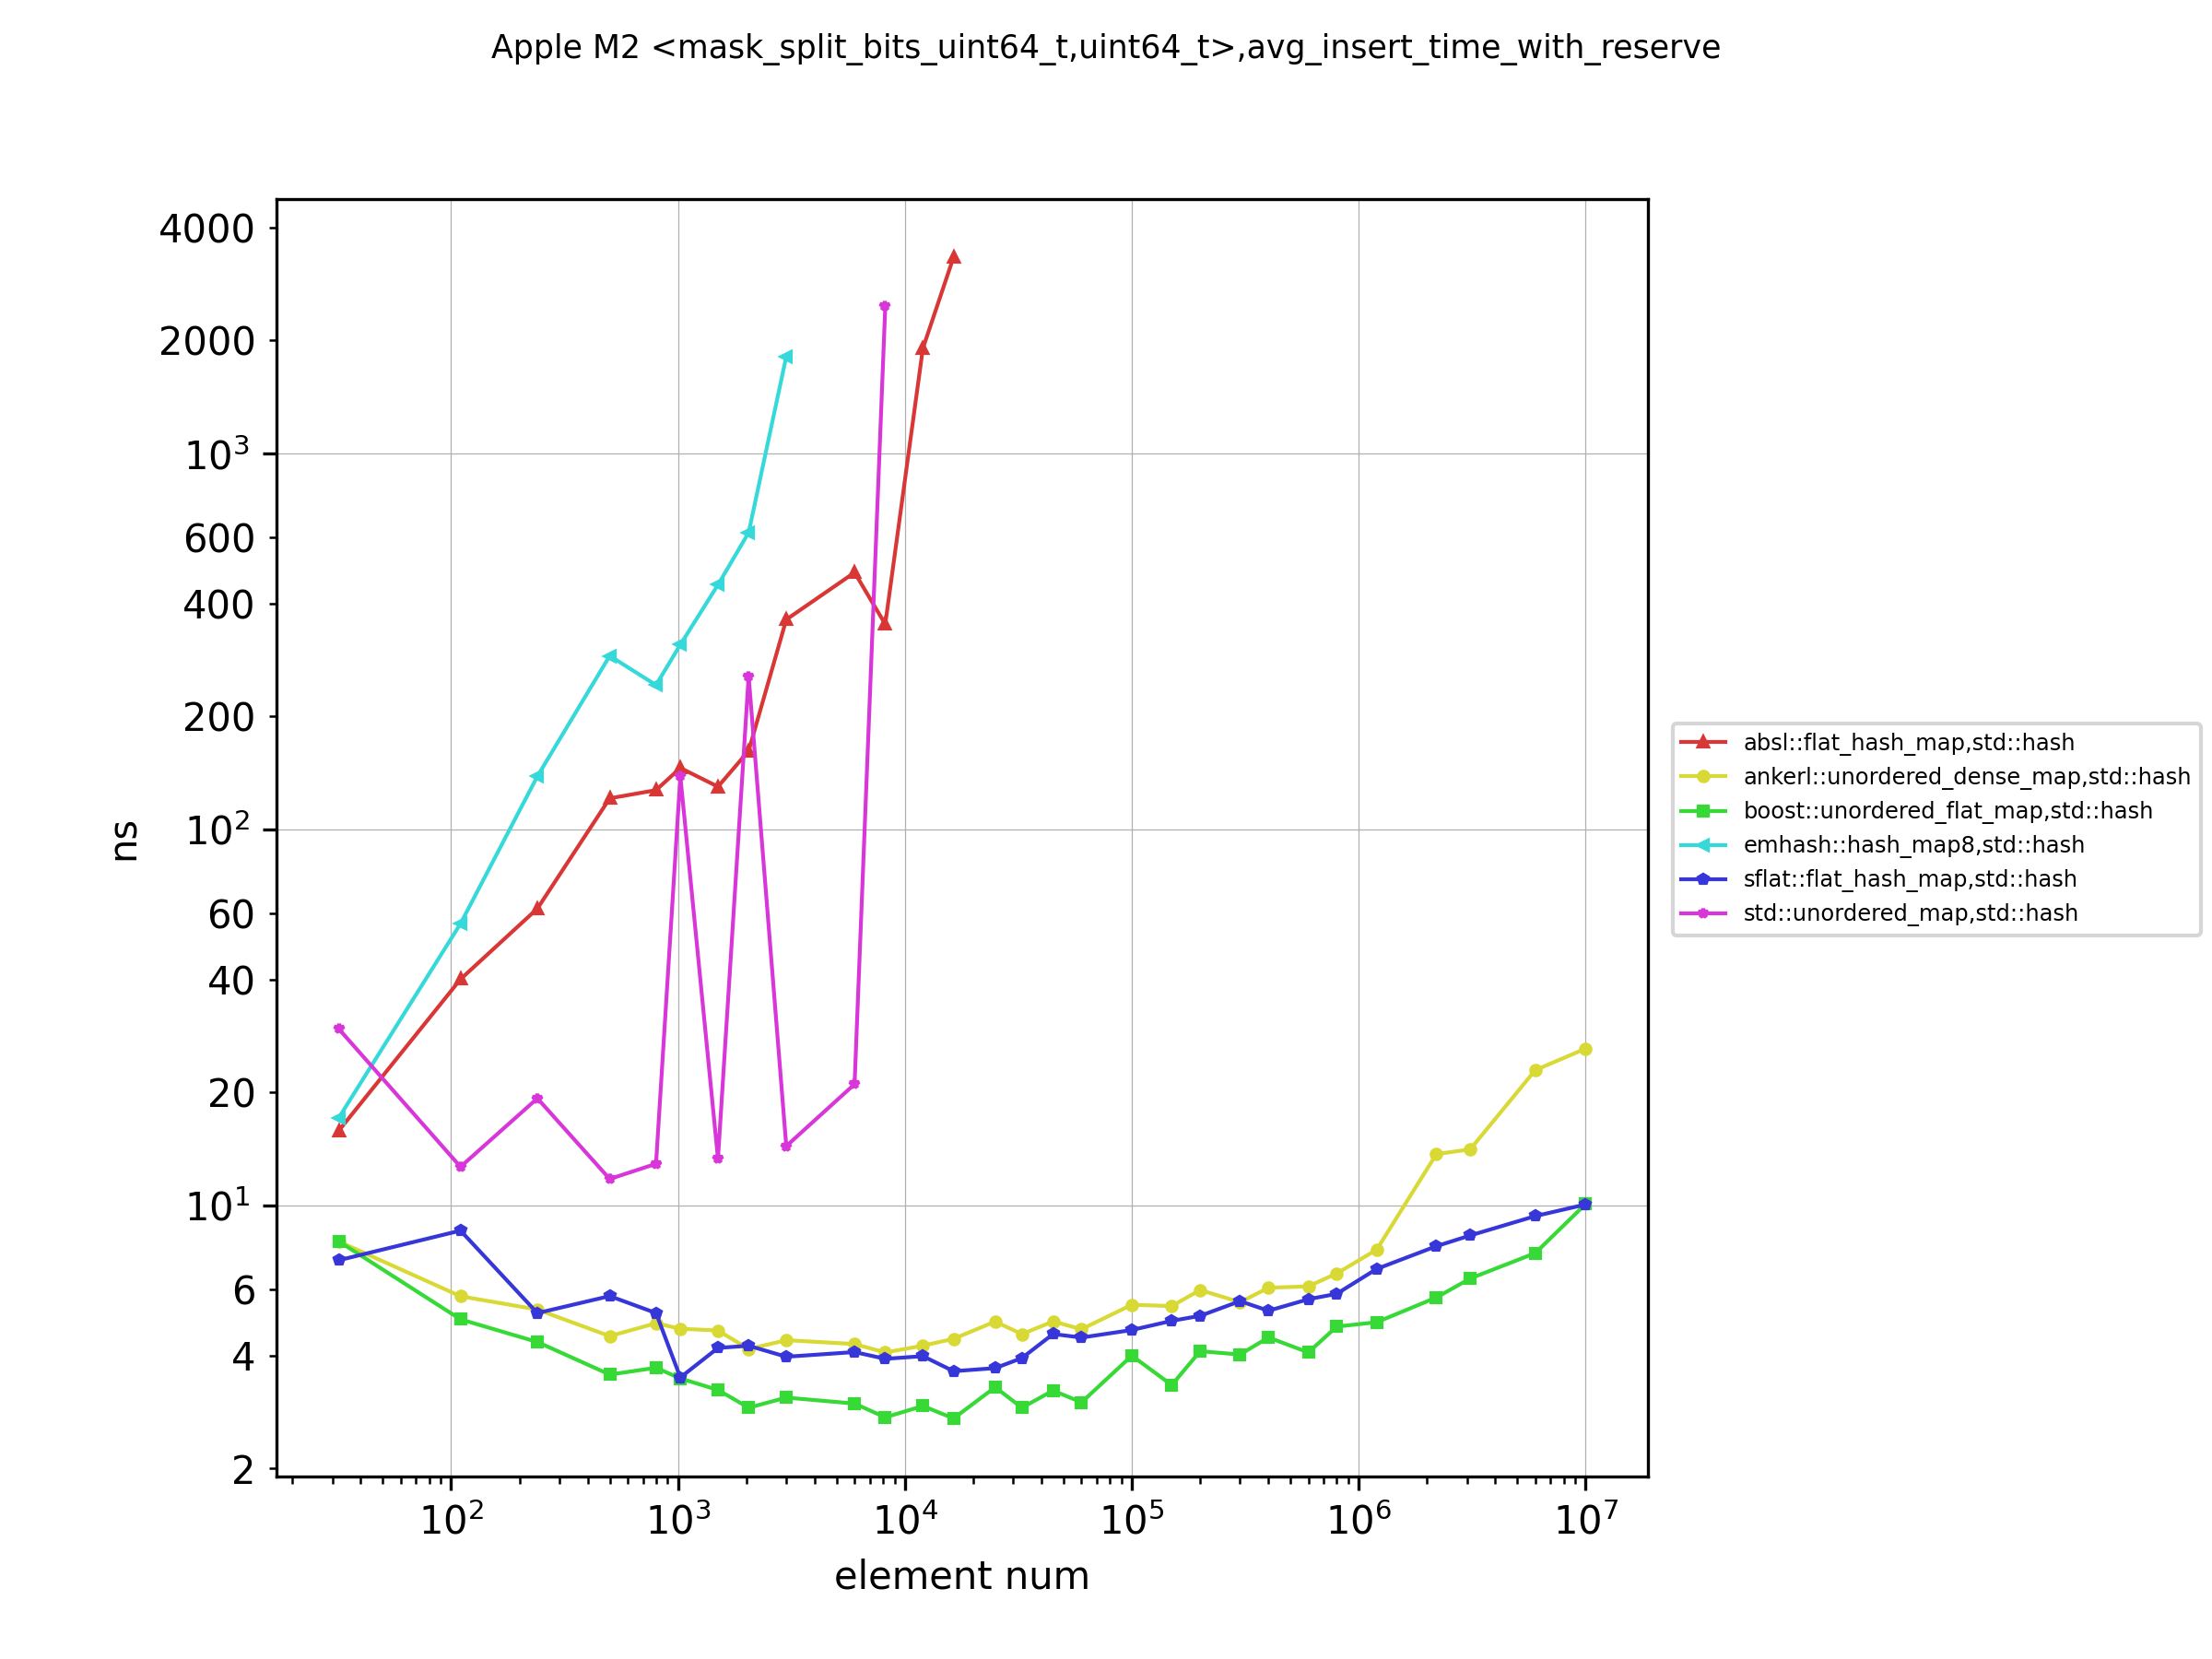 Apple M2 <mask_split_bits_uint64_t,uint64_t>,avg_insert_time_with_reserve
4000
2000
10³
600
400
200
10²
60
40
20
10¹
6
4
2
ns
10² 10³ 10⁴ 10⁵ 10⁶ 10⁷
element num
absl::flat_hash_map,std::hash
ankerl::unordered_dense_map,std::hash
boost::unordered_flat_map,std::hash
emhash::hash_map8,std::hash
sflat::flat_hash_map,std::hash
std::unordered_map,std::hash